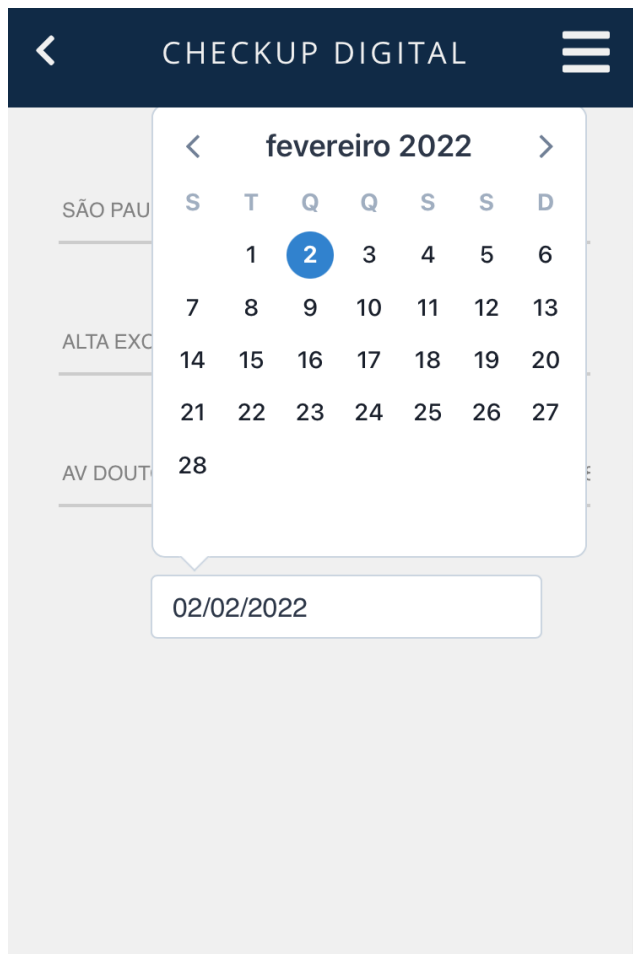 CHECKUP DIGITAL
fevereiro 2022
S T Q Q S S D
SÃO PAU
1 2 3 4 5 6
7 8 9 10 11 12 13
ALTA EXC
14 15 16 17 18 19 20
21 22 23 24 25 26 27
28
AV DOUT
02/02/2022